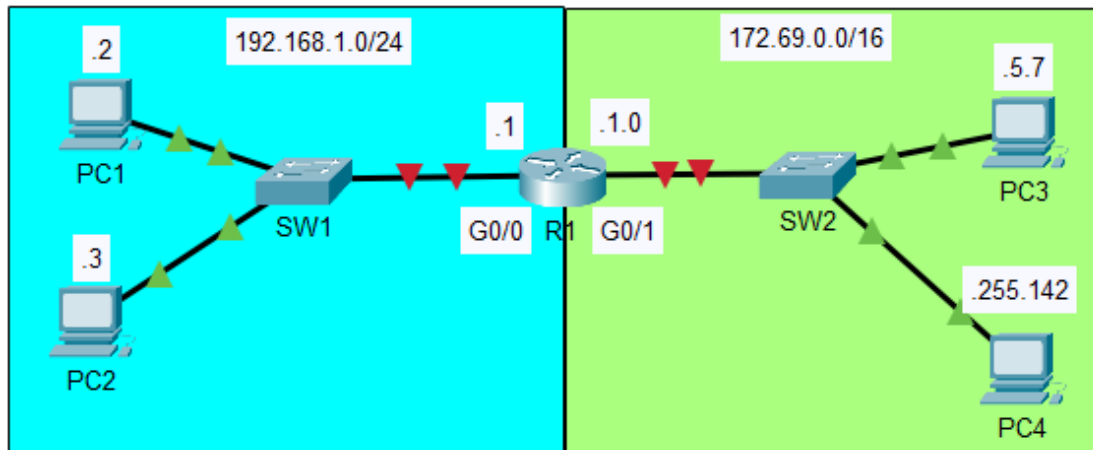 192.168.1.0/24
172.69.0.0/16
.2
.5.7
.1
.1.0
PC1
PC3
SW1
G0/0
R1
G0/1
SW2
.3
.255.142
PC2
PC4